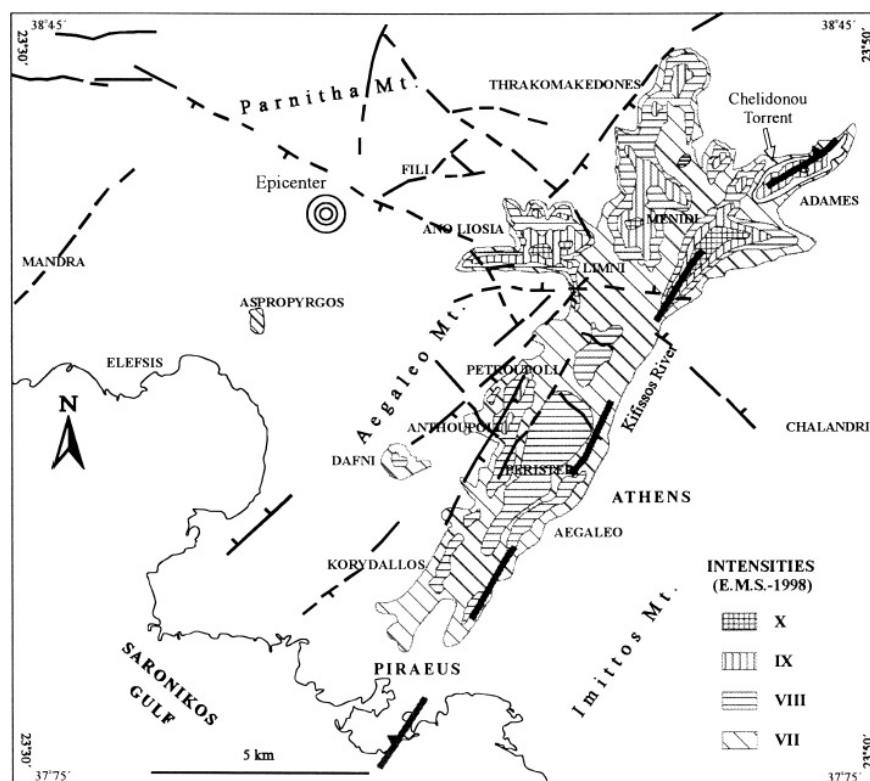 38°45' 38°45'
23°30' 23°50'
Parnitha Mt.
THRAKOMAKEDONES
Chelidonou
Torrent
FILI
Epicenter
ADAMES
ANO LIOSIA
MENIDI
MANDRA
LIMNI
ASPROPYRGOS
Aegaleo Mt.
ELEFSIS
PETROUPOLI
Kifissos River
N
ANTHOUPOLI
CHALANDRI
DAFNI
PERISTERI
ATHENS
AEGALEO
KORYDALLOS
INTENSITIES
(E.M.S.-1998)
X
IX
VIII
VII
Imittos Mt.
PIRAEUS
SARONIKOS
GULF
5 km
23°30' 23°50'
37°75' 37°75'